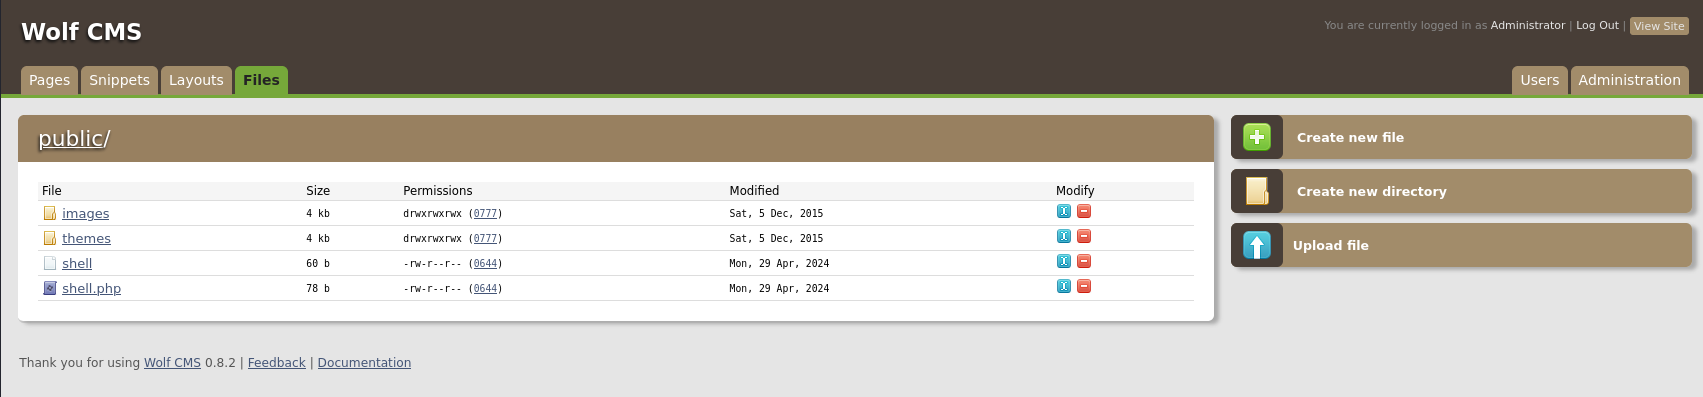 Wolf CMS
You are currently logged in as Administrator | Log Out | View Site
Pages Snippets Layouts Files Users Administration
public/
File Size Permissions Modified Modify
images 4 kb drwxrwxrwx (0777) Sat, 5 Dec, 2015
themes 4 kb drwxrwxrwx (0777) Sat, 5 Dec, 2015
shell 60 b -rw-r--r-- (0644) Mon, 29 Apr, 2024
shell.php 78 b -rw-r--r-- (0644) Mon, 29 Apr, 2024
Create new file
Create new directory
Upload file
Thank you for using Wolf CMS 0.8.2 | Feedback | Documentation